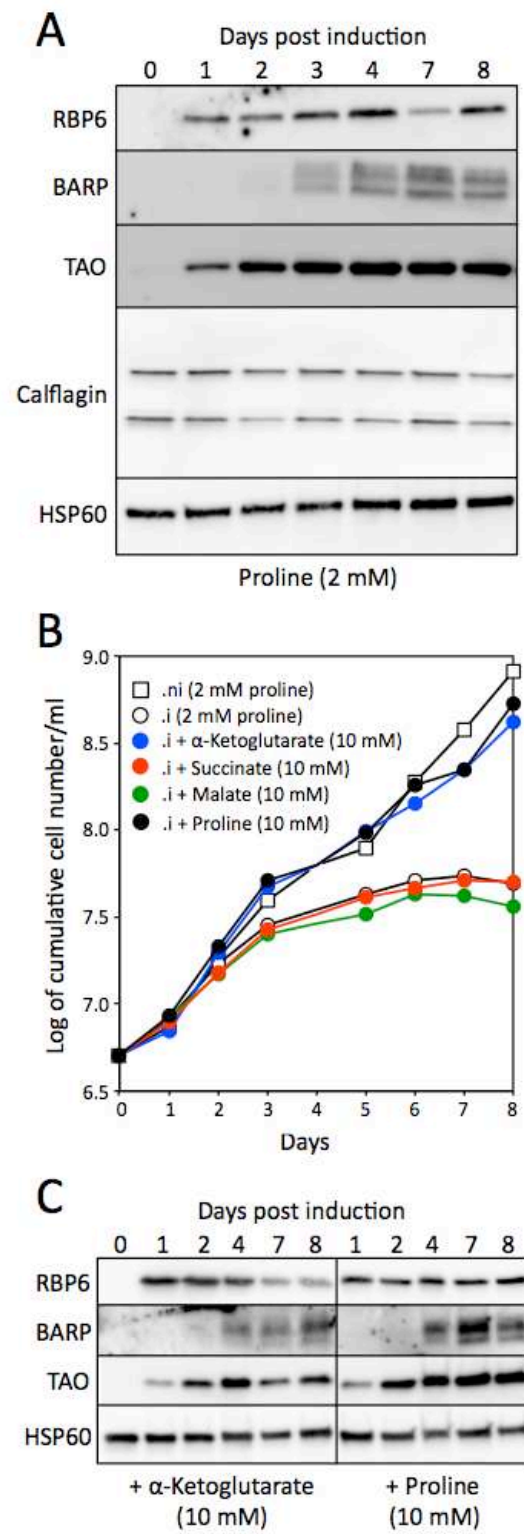 A
Days post induction
0 1 2 3 4 7 8
RBP6
BARP
TAO
Calflagin
HSP60
Proline (2 mM)
B
Log of cumulative cell number/ml
9.0
8.5
8.0
7.5
7.0
6.5
.ni (2 mM proline)
.i (2 mM proline)
.i + α-Ketoglutarate (10 mM)
.i + Succinate (10 mM)
.i + Malate (10 mM)
.i + Proline (10 mM)
0 1 2 3 4 5 6 7 8
Days
C
Days post induction
0 1 2 4 7 8 1 2 4 7 8
RBP6
BARP
TAO
HSP60
+ α-Ketoglutarate + Proline
(10 mM) (10 mM)